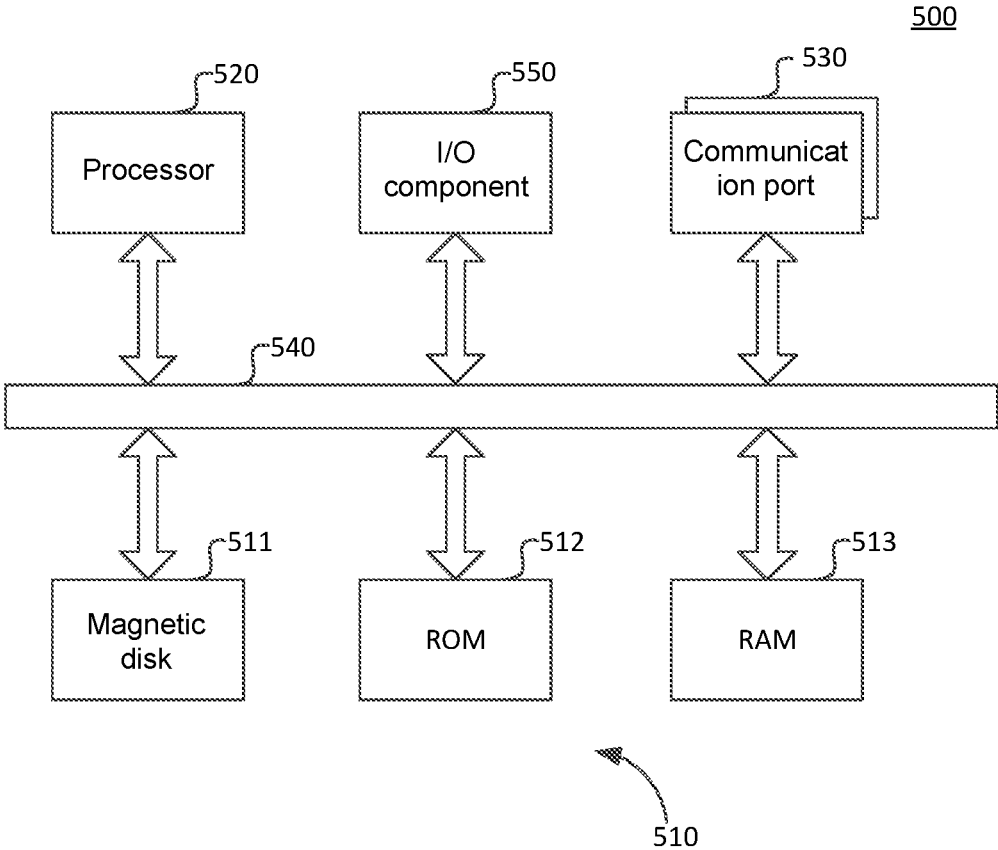 500
520
550
530
Processor
I/O
component
Communicat
ion port
540
511
512
513
Magnetic
disk
ROM
RAM
510